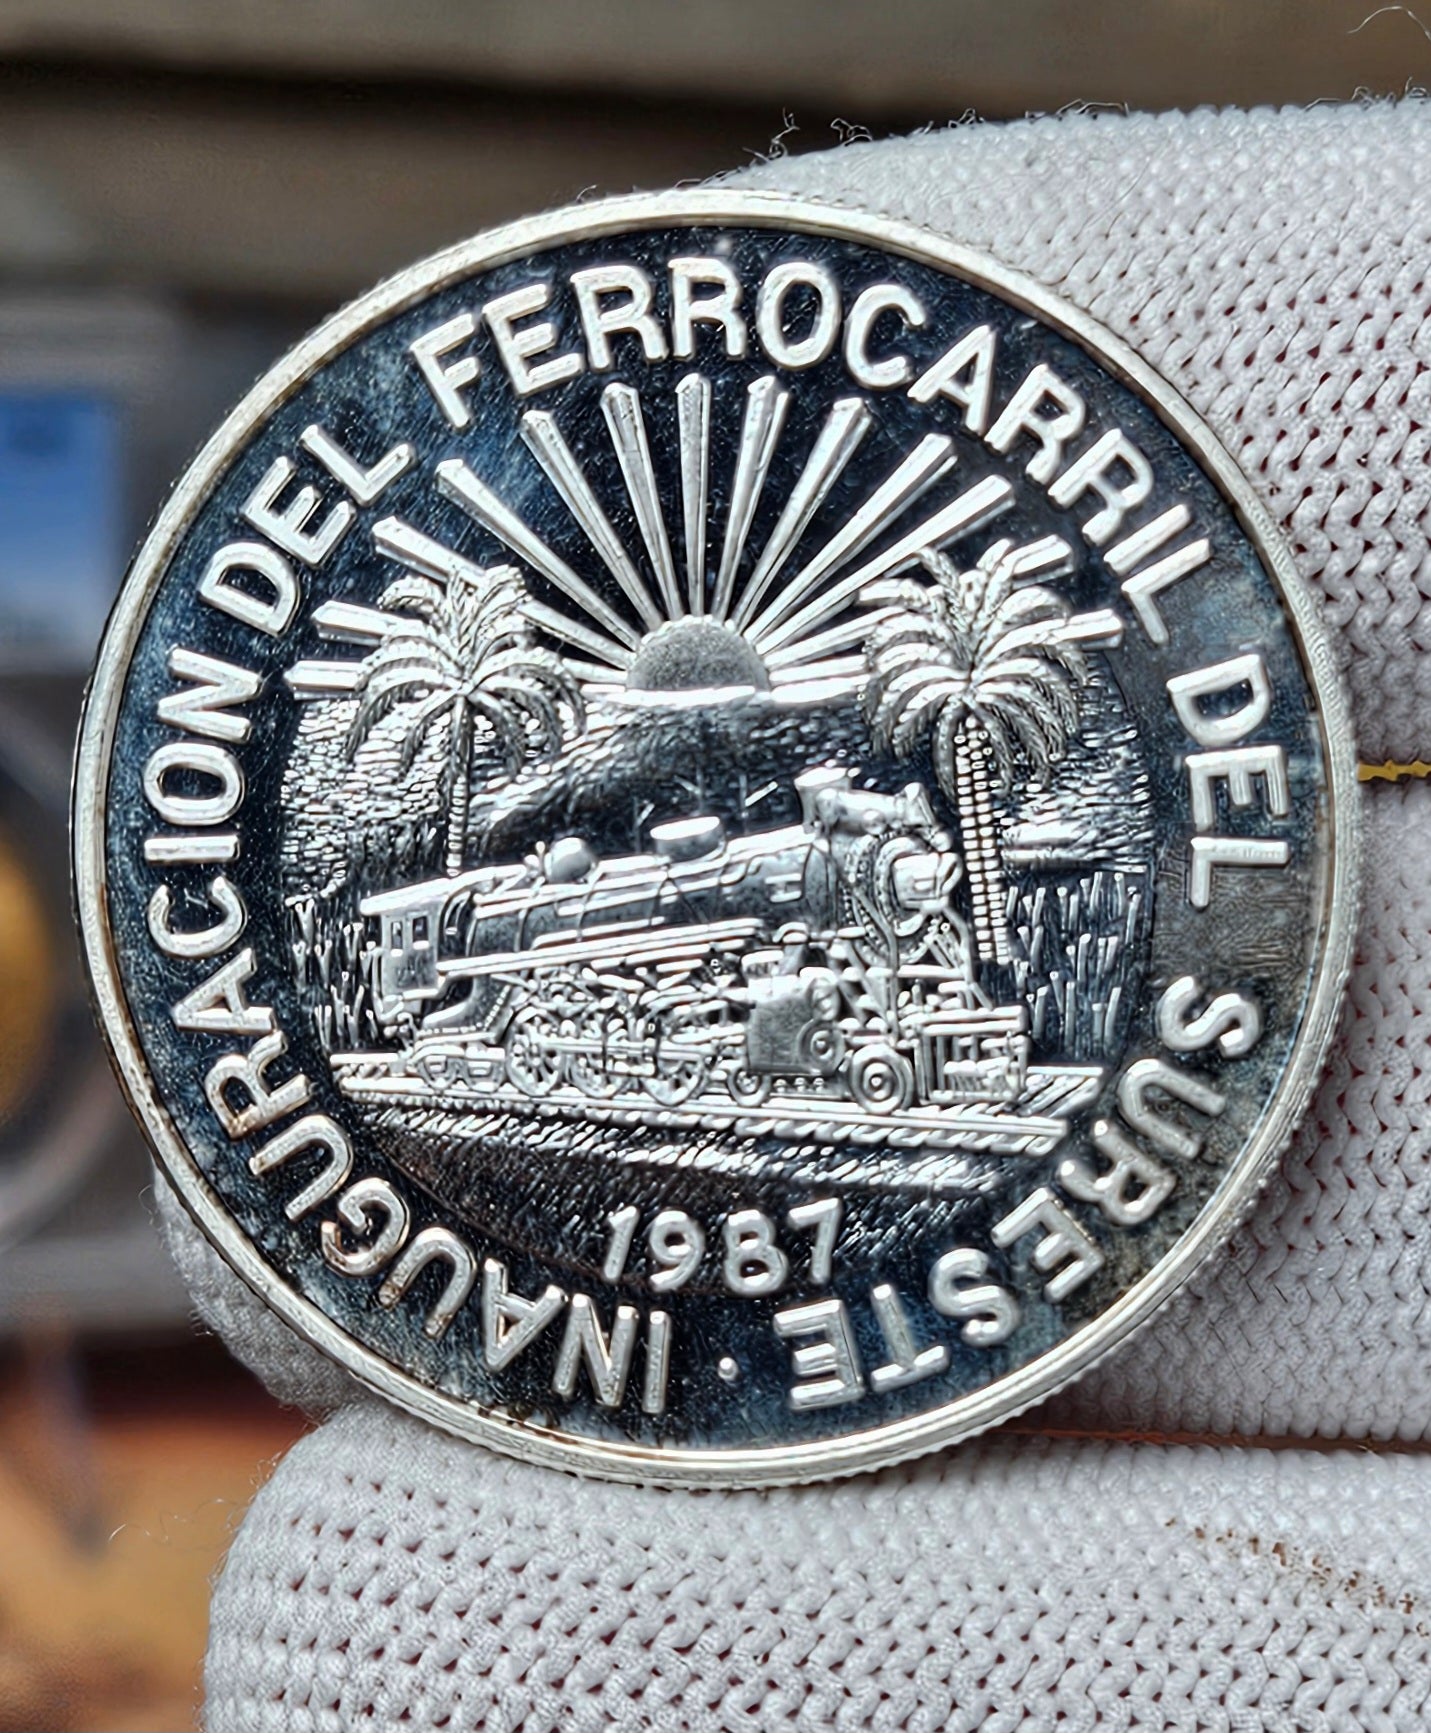 INAUGURACION DEL FERROCARRIL DEL SURESTE ·
1987